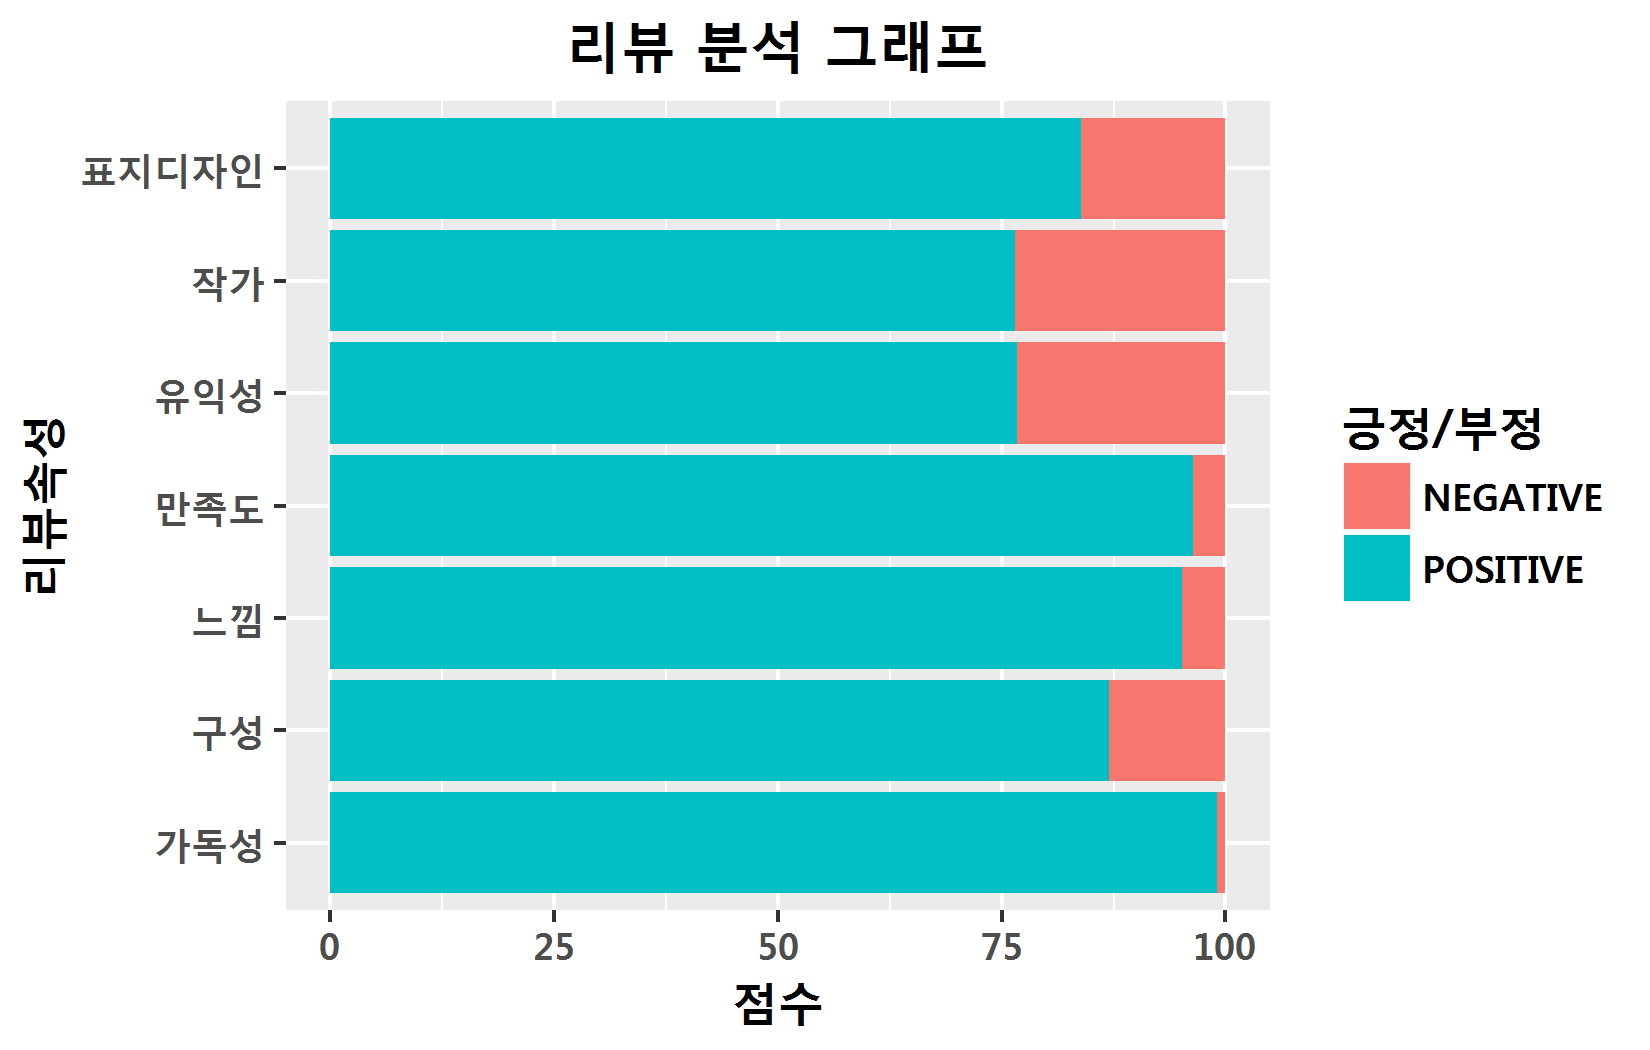 리뷰 분석 그래프
리뷰속성
표지디자인
작가
유익성
만족도
느낌
구성
가독성
0 25 50 75 100
점수
긍정/부정
NEGATIVE
POSITIVE